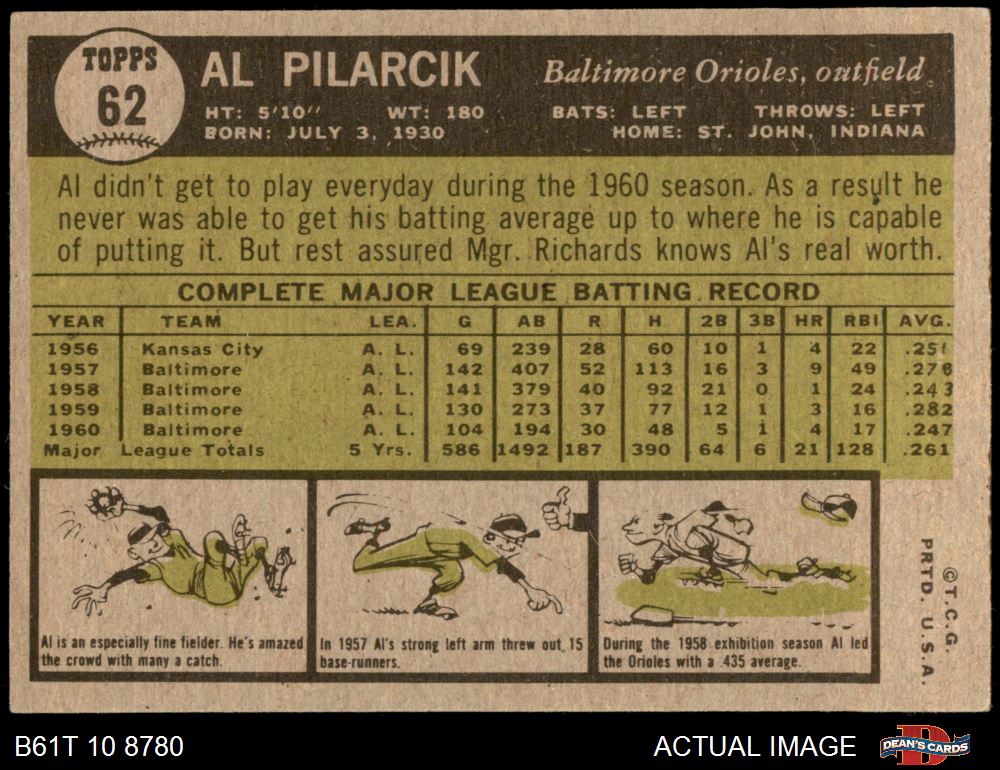 TOPPS
62
AL PILARCIK
Baltimore Orioles, outfield
HT: 5'10" WT: 180 BATS: LEFT THROWS: LEFT
BORN: JULY 3, 1930 HOME: ST. JOHN, INDIANA
Al didn't get to play everyday during the 1960 season. As a result he
never was able to get his batting average up to where he is capable
of putting it. But rest assured Mgr. Richards knows Al's real worth.
COMPLETE MAJOR LEAGUE BATTING RECORD
YEAR TEAM LEA. G AB R H 2B 3B HR RBI AVG.
1956 Kansas City A. L. 69 239 28 60 10 1 4 22 .251
1957 Baltimore A. L. 142 407 52 113 16 3 9 49 .278
1958 Baltimore A. L. 141 379 40 92 21 0 1 24 .243
1959 Baltimore A. L. 130 273 37 77 12 1 3 16 .282
1960 Baltimore A. L. 104 194 30 48 5 1 4 17 .247
Major League Totals 5 Yrs. 586 1492 187 390 64 6 21 128 .261
Al is an especially fine fielder. He's amazed
the crowd with many a catch.
In 1957 Al's strong left arm threw out 15
base-runners.
During the 1958 exhibition season Al led
the Orioles with a .435 average.
© T.C.G.
PRTD. U.S.A.
B61T 10 8780
ACTUAL IMAGE
DEAN'S CARDS